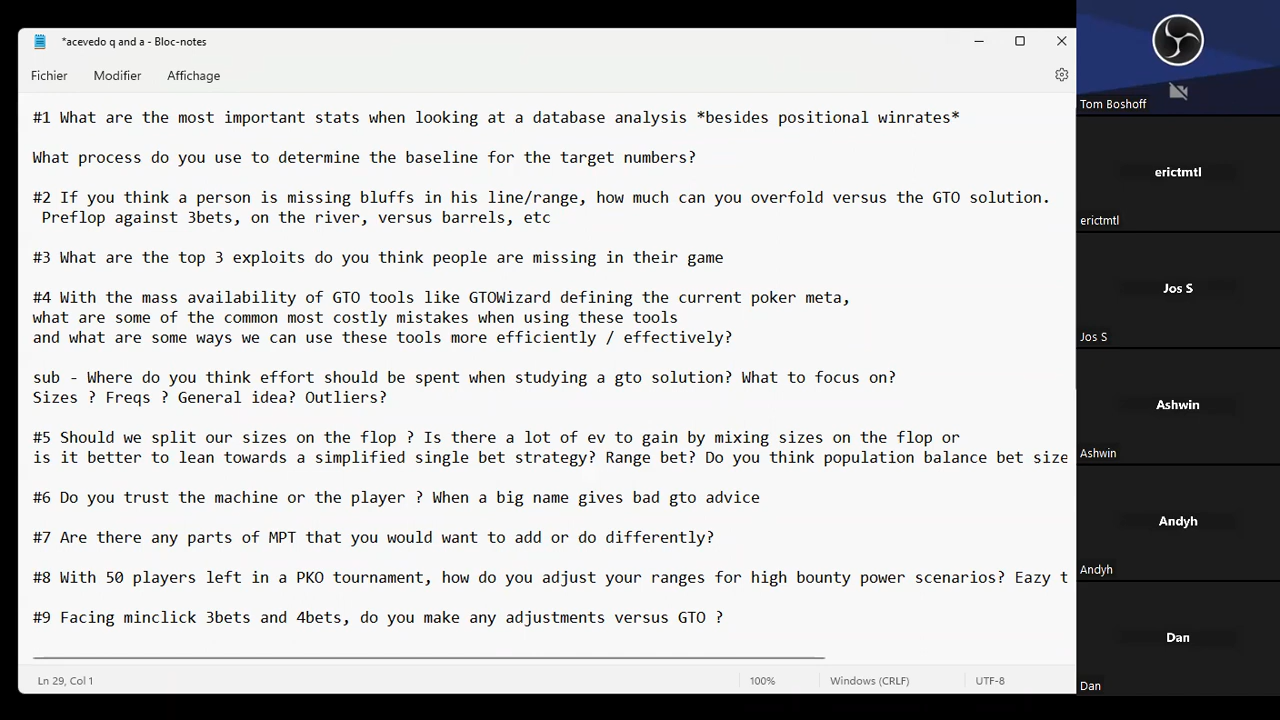 *acevedo q and a - Bloc-notes
Fichier Modifier Affichage
#1 What are the most important stats when looking at a database analysis *besides positional winrates*
What process do you use to determine the baseline for the target numbers?
#2 If you think a person is missing bluffs in his line/range, how much can you overfold versus the GTO solution.
Preflop against 3bets, on the river, versus barrels, etc
#3 What are the top 3 exploits do you think people are missing in their game
#4 With the mass availability of GTO tools like GTOWizard defining the current poker meta,
what are some of the common most costly mistakes when using these tools
and what are some ways we can use these tools more efficiently / effectively?
sub - Where do you think effort should be spent when studying a gto solution? What to focus on?
Sizes ? Freqs ? General idea? Outliers?
#5 Should we split our sizes on the flop ? Is there a lot of ev to gain by mixing sizes on the flop or
is it better to lean towards a simplified single bet strategy? Range bet? Do you think population balance bet size
#6 Do you trust the machine or the player ? When a big name gives bad gto advice
#7 Are there any parts of MPT that you would want to add or do differently?
#8 With 50 players left in a PKO tournament, how do you adjust your ranges for high bounty power scenarios? Eazy t
#9 Facing minclick 3bets and 4bets, do you make any adjustments versus GTO ?
Ln 29, Col 1 100% Windows (CRLF) UTF-8
Tom Boshoff
erictmtl
erictmtl
Jos S
Jos S
Ashwin
Ashwin
Andyh
Andyh
Dan
Dan